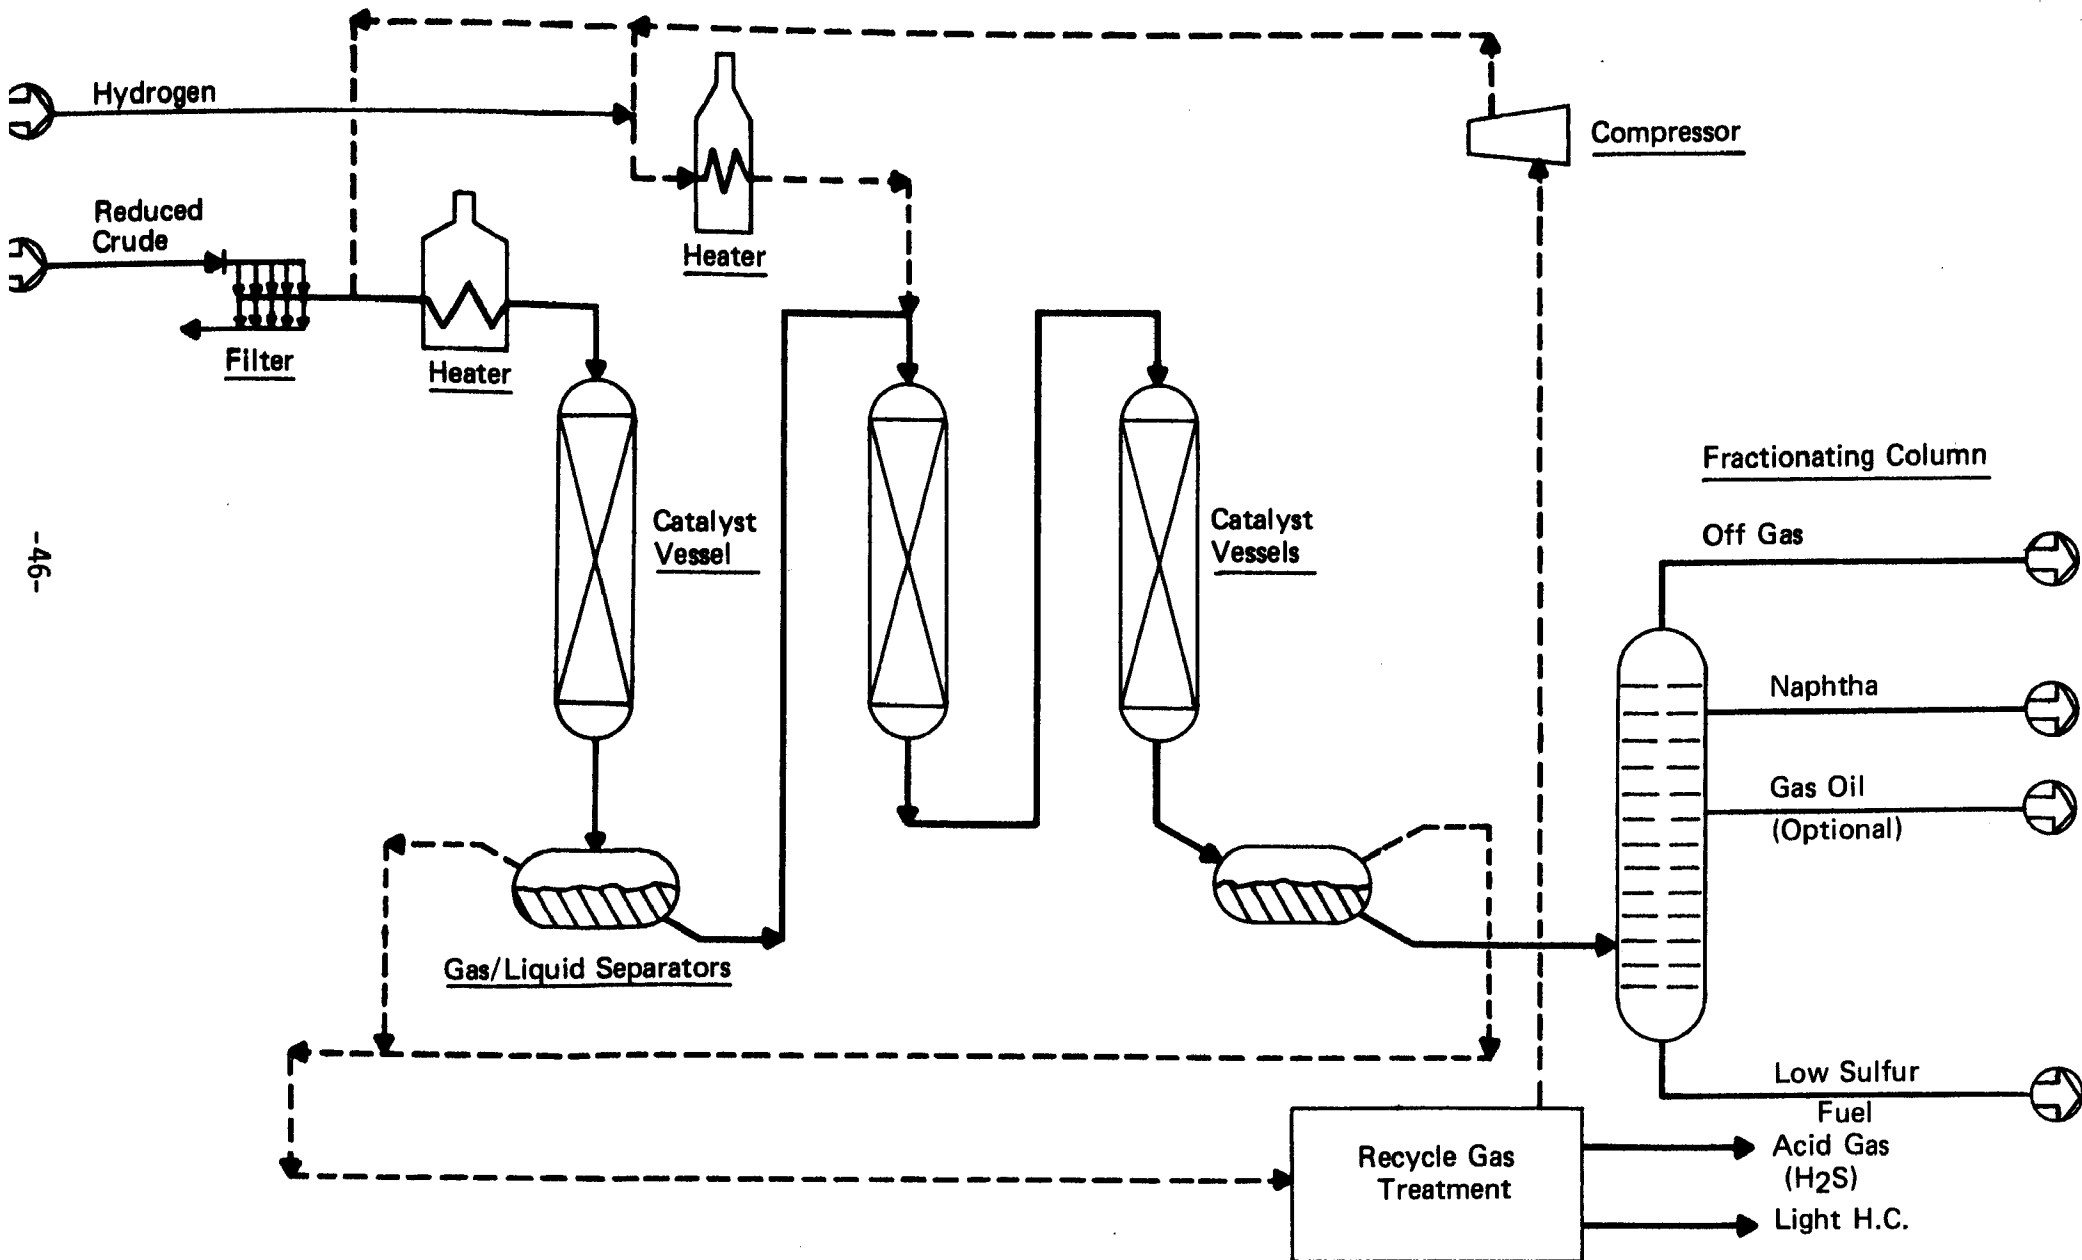 Hydrogen
Compressor
Reduced
Crude
Heater
Filter
Heater
Fractionating Column
Catalyst
Vessel
Catalyst
Vessels
Off Gas
-46-
Naphtha
Gas Oil
(Optional)
Gas/Liquid Separators
Low Sulfur
Fuel
Recycle Gas
Treatment
Acid Gas
(H2S)
Light H.C.